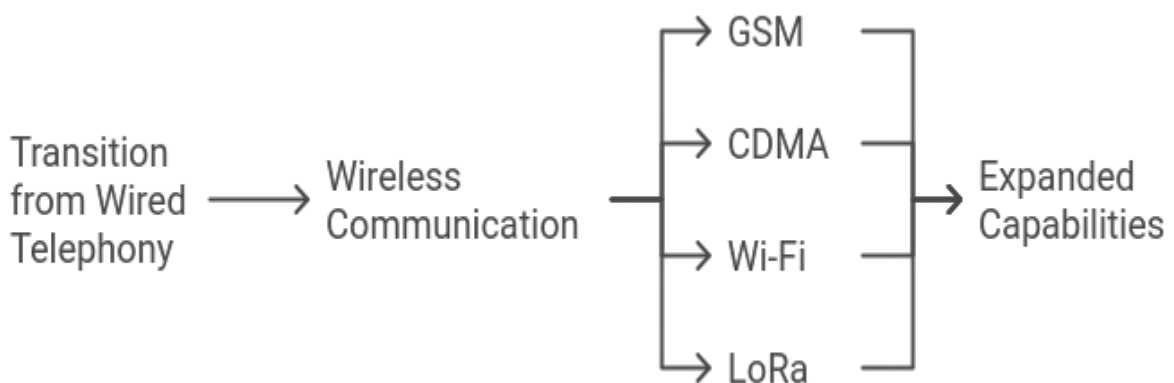 Transition
from Wired
Telephony
Wireless
Communication
GSM
CDMA
Wi-Fi
LoRa
Expanded
Capabilities